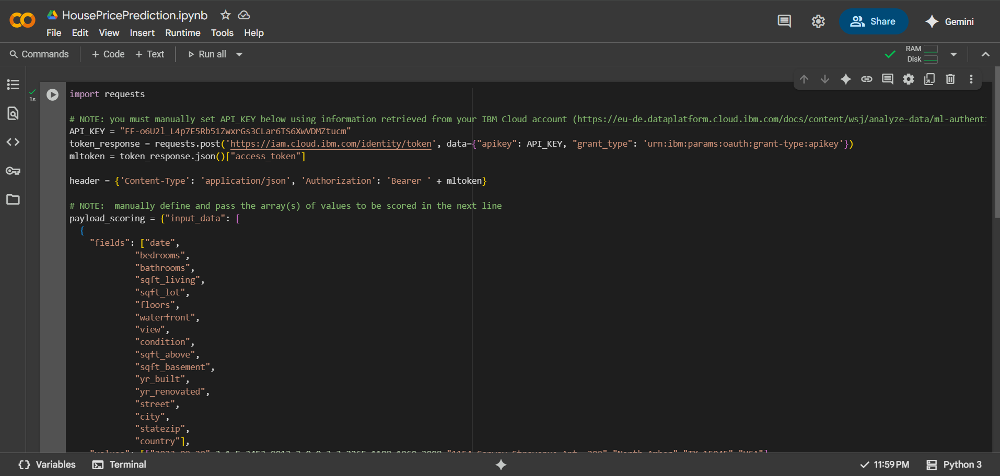 HousePricePrediction.ipynb
File Edit View Insert Runtime Tools Help
Share
Gemini
Commands + Code + Text Run all
RAM
Disk
1s
import requests
# NOTE: you must manually set API_KEY below using information retrieved from your IBM Cloud account (https://eu-de.dataplatform.cloud.ibm.com/docs/content/wsj/analyze-data/ml-authenti
API_KEY = "FF-o6U2l_L4p7E5Rb51ZwxrGs3CLar6TS6XwVDMZtucm"
token_response = requests.post('https://iam.cloud.ibm.com/identity/token', data={"apikey": API_KEY, "grant_type": 'urn:ibm:params:oauth:grant-type:apikey'})
mltoken = token_response.json()["access_token"]
header = {'Content-Type': 'application/json', 'Authorization': 'Bearer ' + mltoken}
# NOTE:  manually define and pass the array(s) of values to be scored in the next line
payload_scoring = {"input_data": [
{
"fields": ["date",
"bedrooms",
"bathrooms",
"sqft_living",
"sqft_lot",
"floors",
"waterfront",
"view",
"condition",
"sqft_above",
"sqft_basement",
"yr_built",
"yr_renovated",
"street",
"city",
"statezip",
"country"],
Variables
Terminal
11:59 PM
Python 3